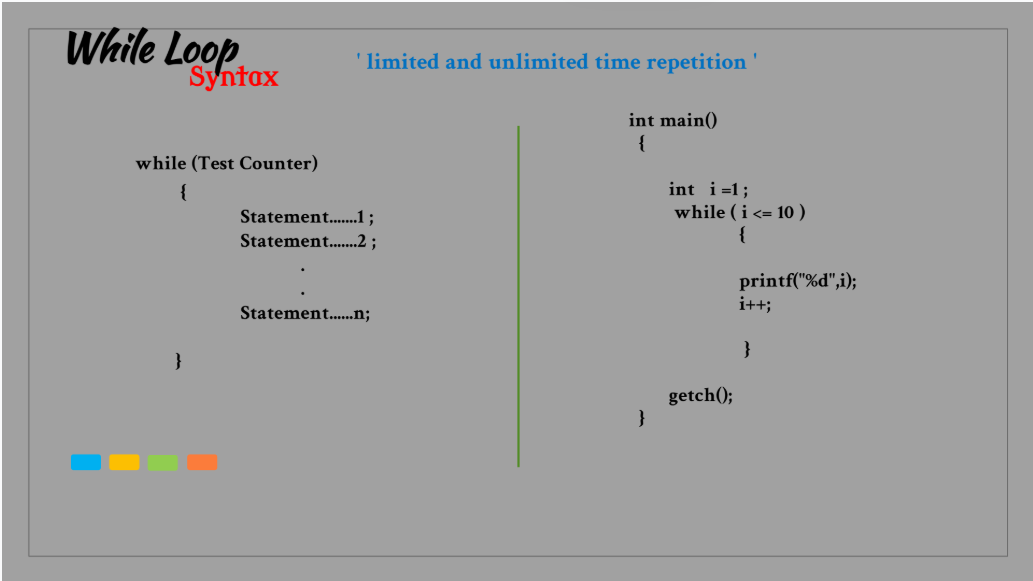 While Loop
Syntax
' limited and unlimited time repetition '
while (Test Counter)
{
Statement.......1 ;
Statement.......2 ;
.
.
Statement......n;
}
int main()
{
int i =1 ;
while ( i <= 10 )
{
printf("%d",i);
i++;
}
getch();
}